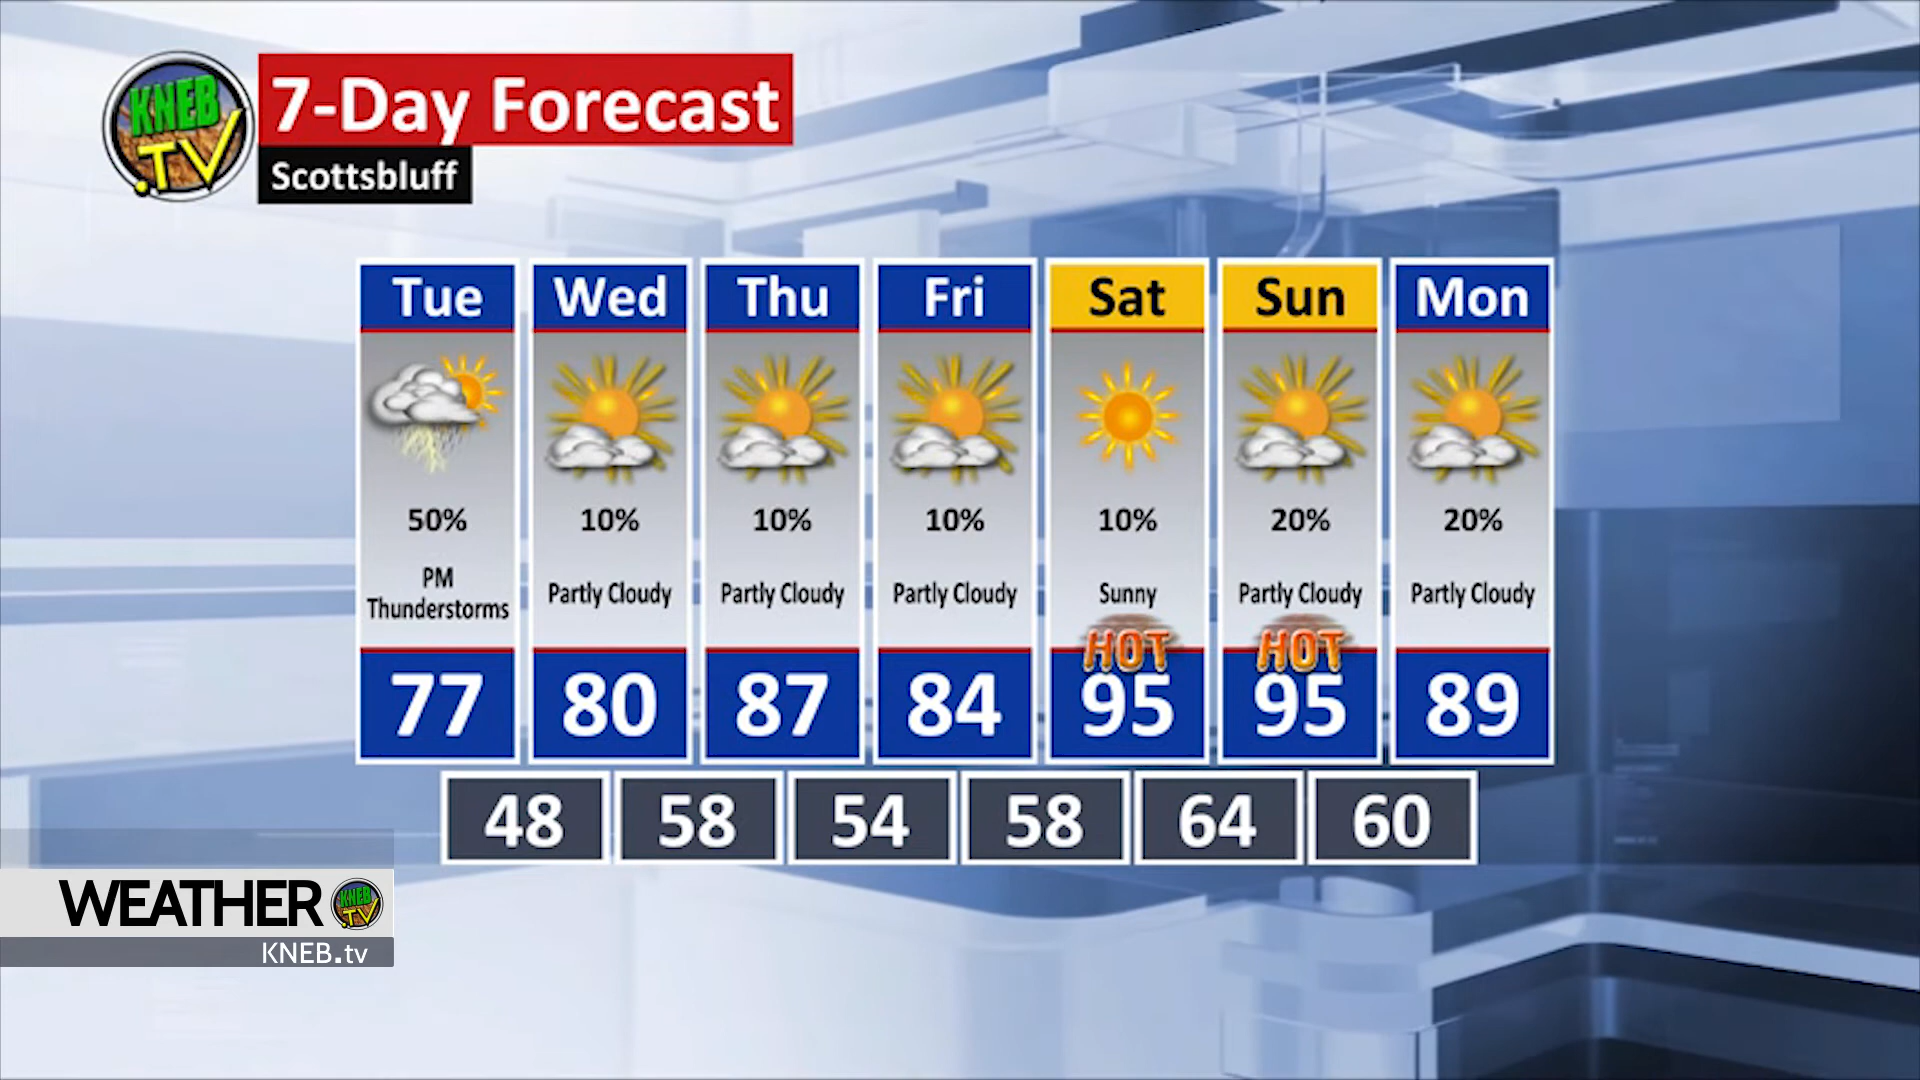 KNEB
.TV
7-Day Forecast
Scottsbluff
Tue Wed Thu Fri Sat Sun Mon
50% 10% 10% 10% 10% 20% 20%
PM
Thunderstorms Partly Cloudy Partly Cloudy Partly Cloudy Sunny Partly Cloudy Partly Cloudy
HOT HOT
77 80 87 84 95 95 89
48 58 54 58 64 60
WEATHER KNEB .TV
KNEB.tv